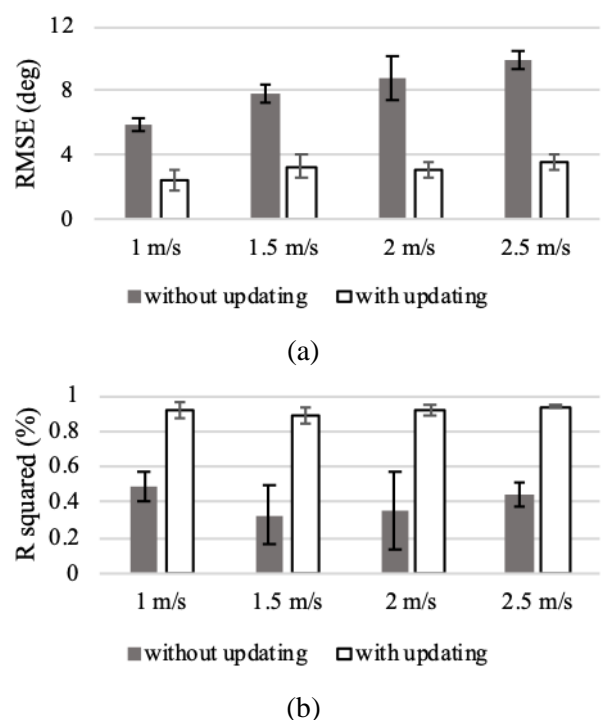 12
8
4
0
RMSE (deg)
1 m/s 1.5 m/s 2 m/s 2.5 m/s
without updating with updating
(a)
1
0.8
0.6
0.4
0.2
0
R squared (%)
1 m/s 1.5 m/s 2 m/s 2.5 m/s
without updating with updating
(b)